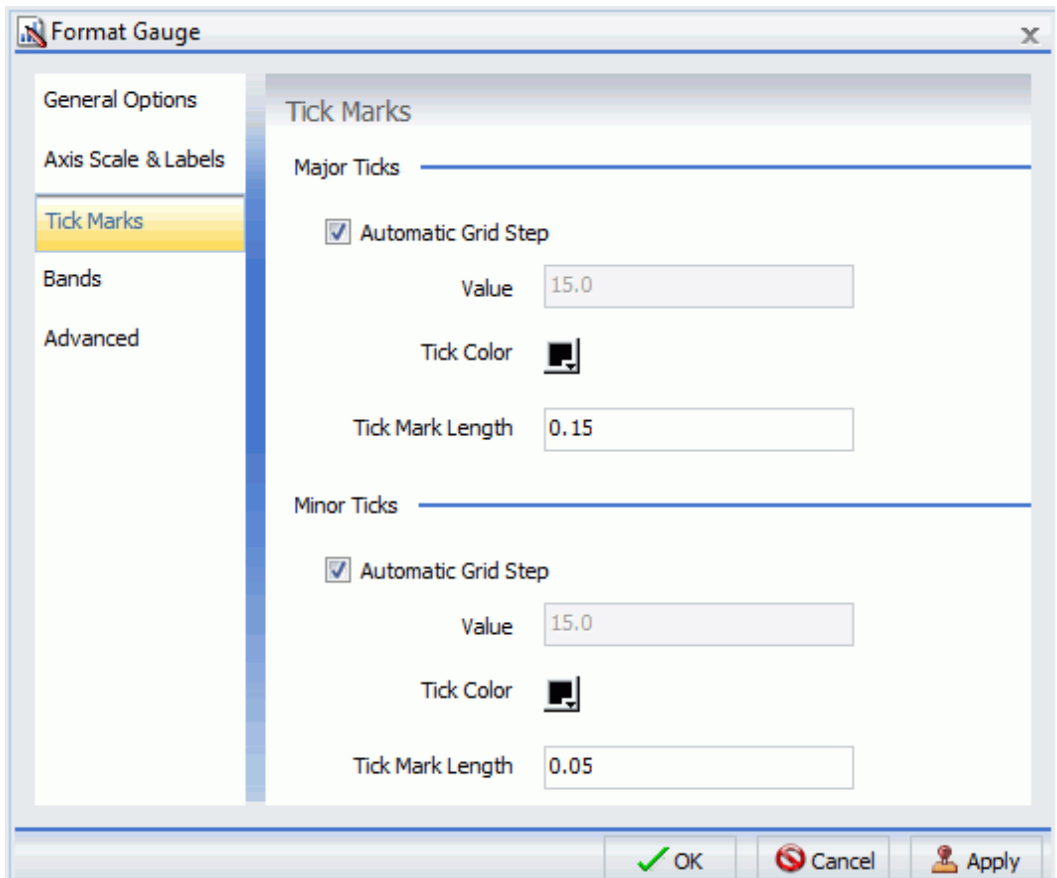 Format Gauge
x
General Options
Axis Scale & Labels
Tick Marks
Bands
Advanced
Tick Marks
Major Ticks
Automatic Grid Step
Value 15.0
Tick Color
Tick Mark Length 0.15
Minor Ticks
Automatic Grid Step
Value 15.0
Tick Color
Tick Mark Length 0.05
OK Cancel Apply